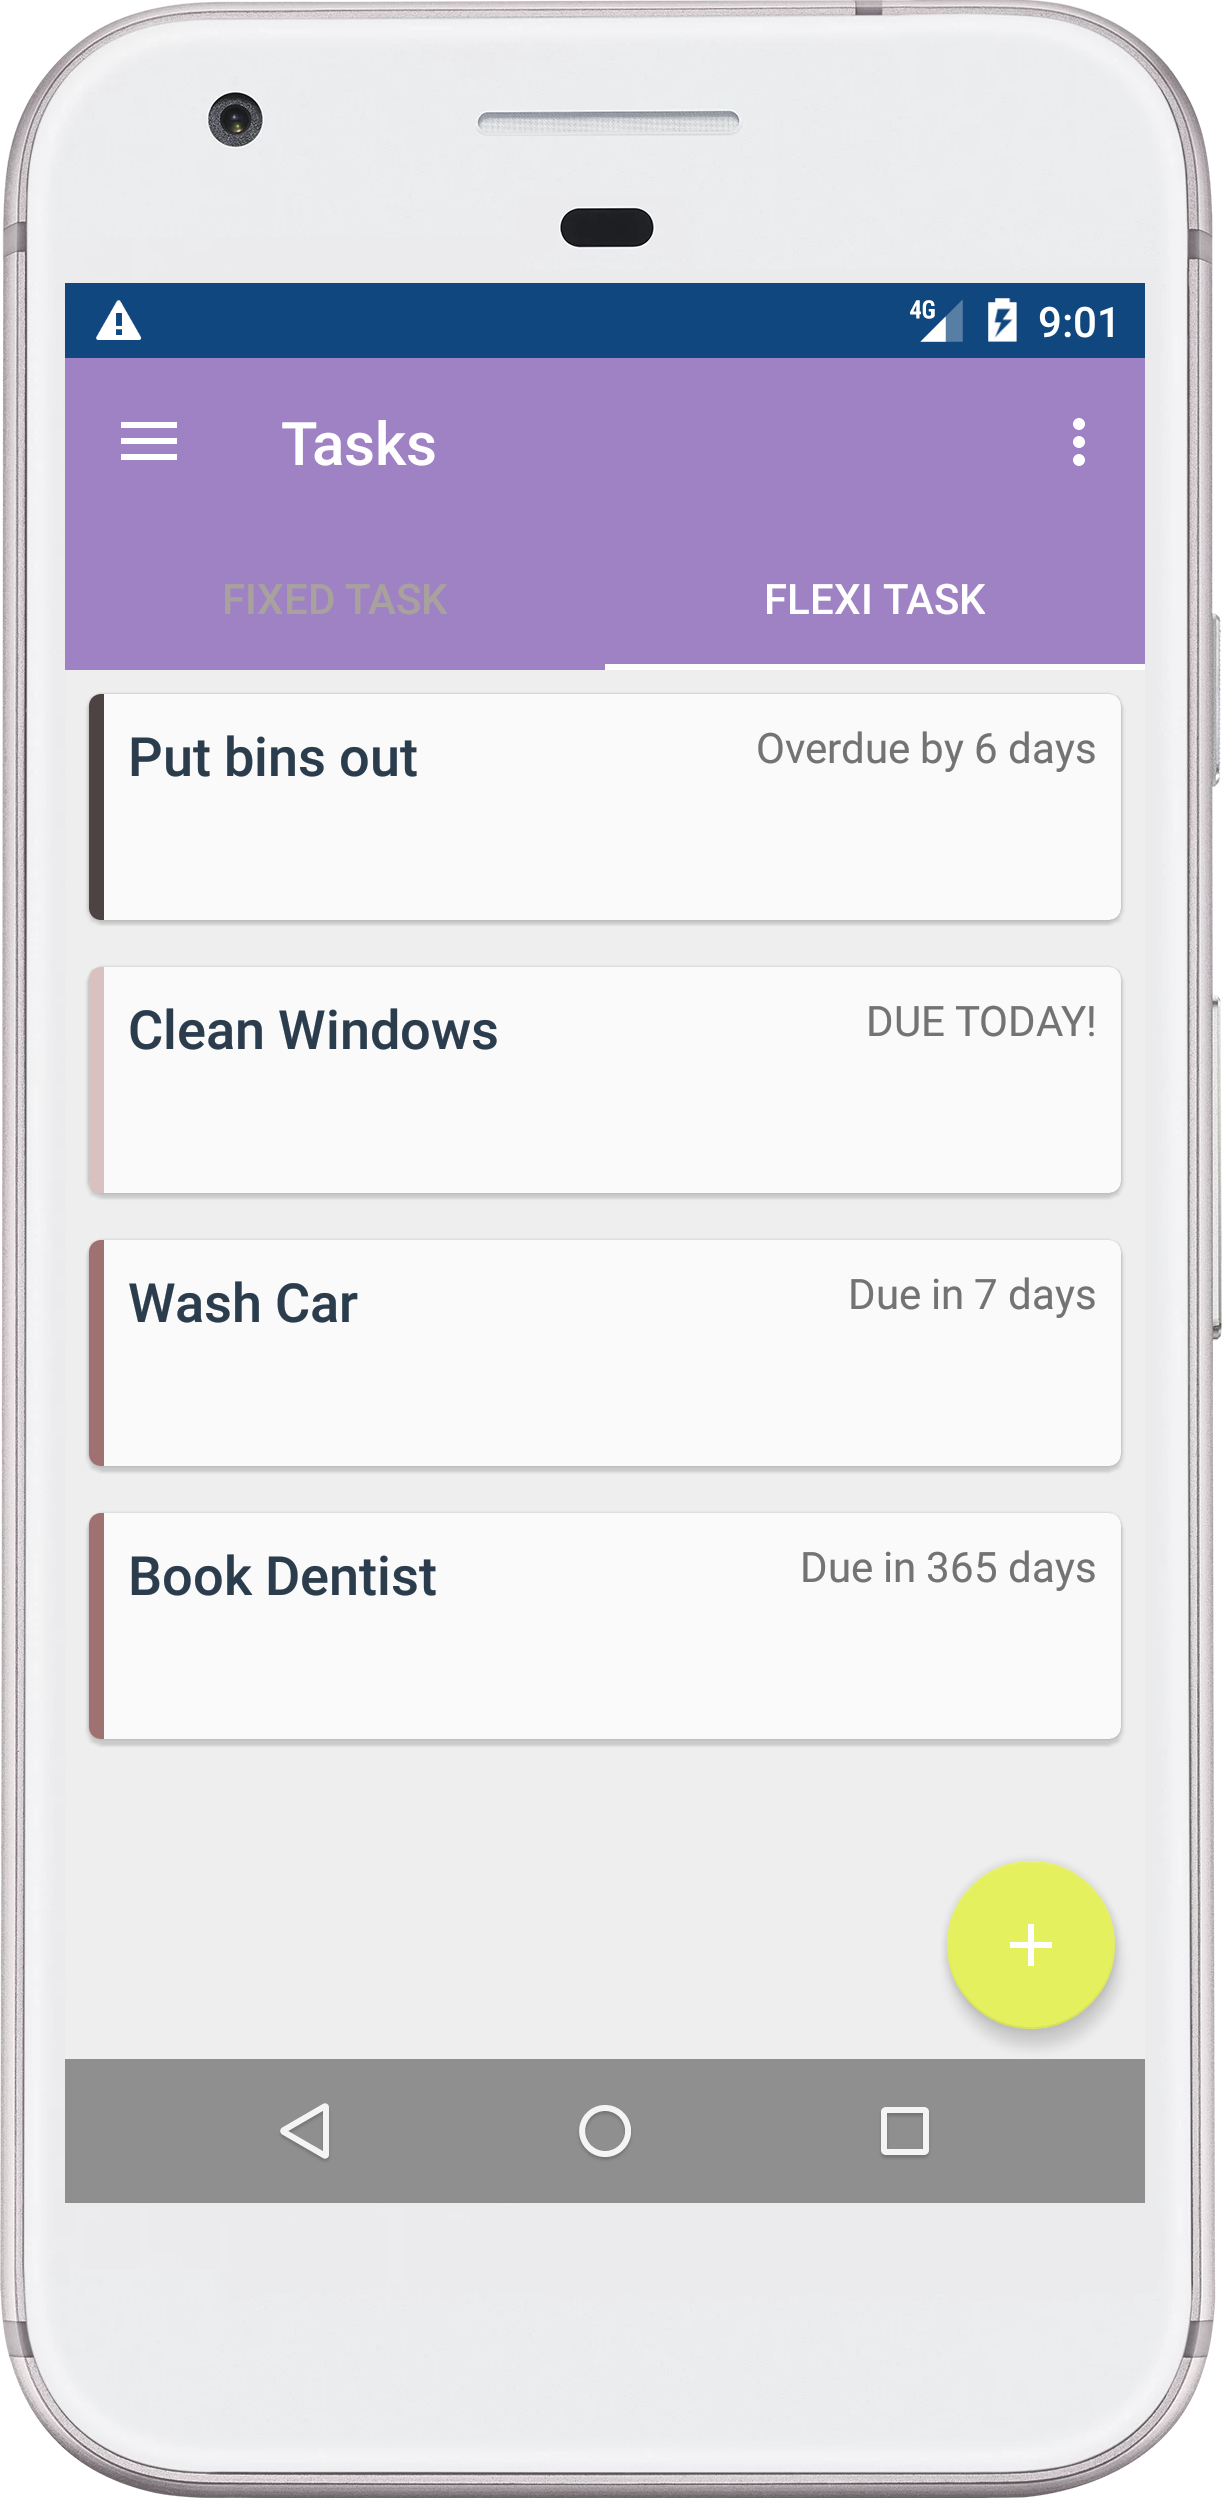 4G 9:01
Tasks
FIXED TASK FLEXI TASK
Put bins out Overdue by 6 days
Clean Windows DUE TODAY!
Wash Car Due in 7 days
Book Dentist Due in 365 days